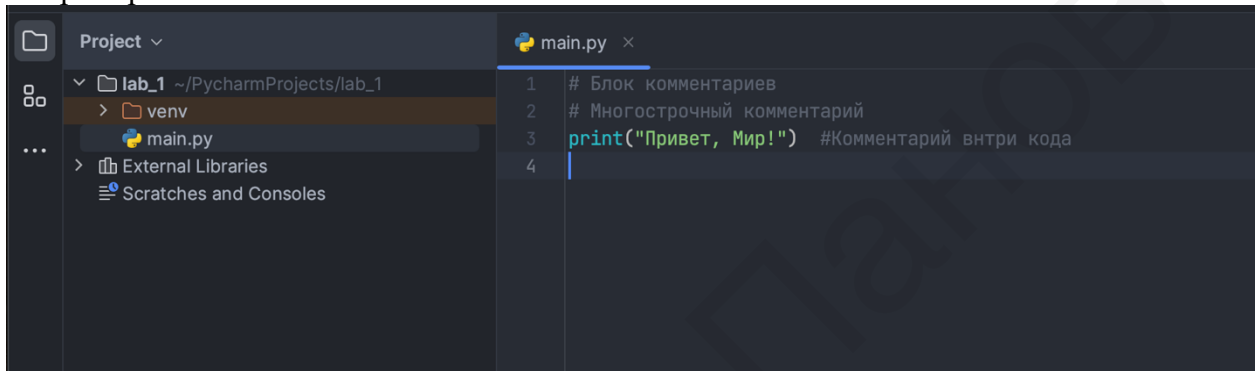 Project
lab_1 ~/PycharmProjects/lab_1
venv
main.py
External Libraries
Scratches and Consoles
main.py
1 # Блок комментариев
2 # Многострочный комментарий
3 print("Привет, Мир!") #Комментарий внтри кода
4